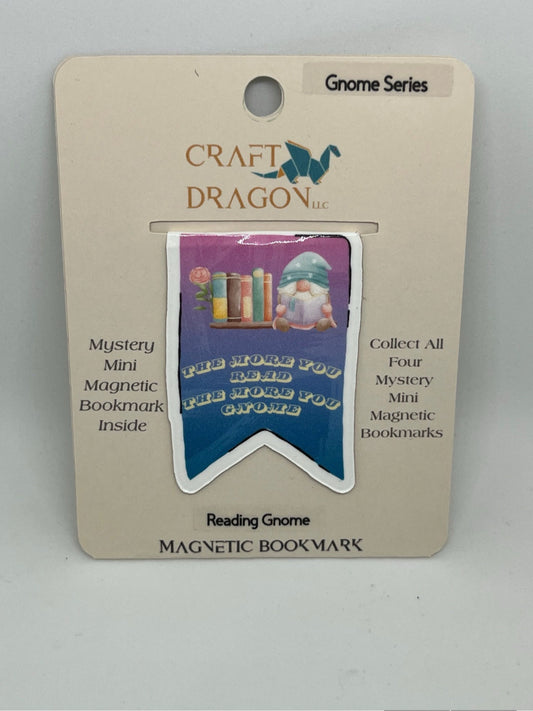 Gnome Series
CRAFT
DRAGON LLC
THE MORE YOU
READ
THE MORE YOU
GNOME
Mystery
Mini
Magnetic
Bookmark
Inside
Collect All
Four
Mystery
Mini
Magnetic
Bookmarks
Reading Gnome
MAGNETIC BOOKMARK